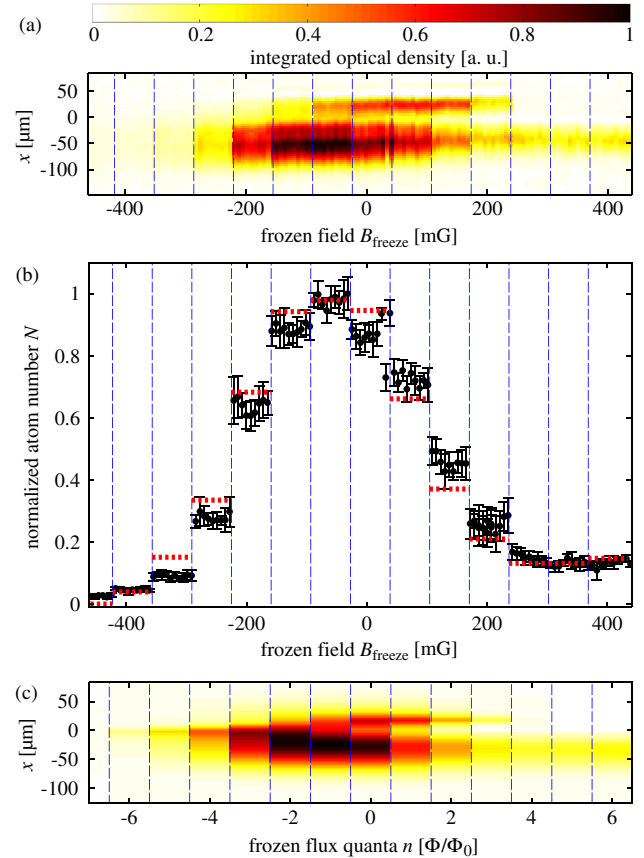 (a)
0 0.2 0.4 0.6 0.8 1
integrated optical density [a. u.]
50
0
-50
-100
x [µm]
-400 -200 0 200 400
frozen field B_freeze [mG]
(b)
1
0.8
0.6
0.4
0.2
0
normalized atom number N
-400 -200 0 200 400
frozen field B_freeze [mG]
(c)
50
0
-50
-100
x [µm]
-6 -4 -2 0 2 4 6
frozen flux quanta n [Φ/Φ₀]